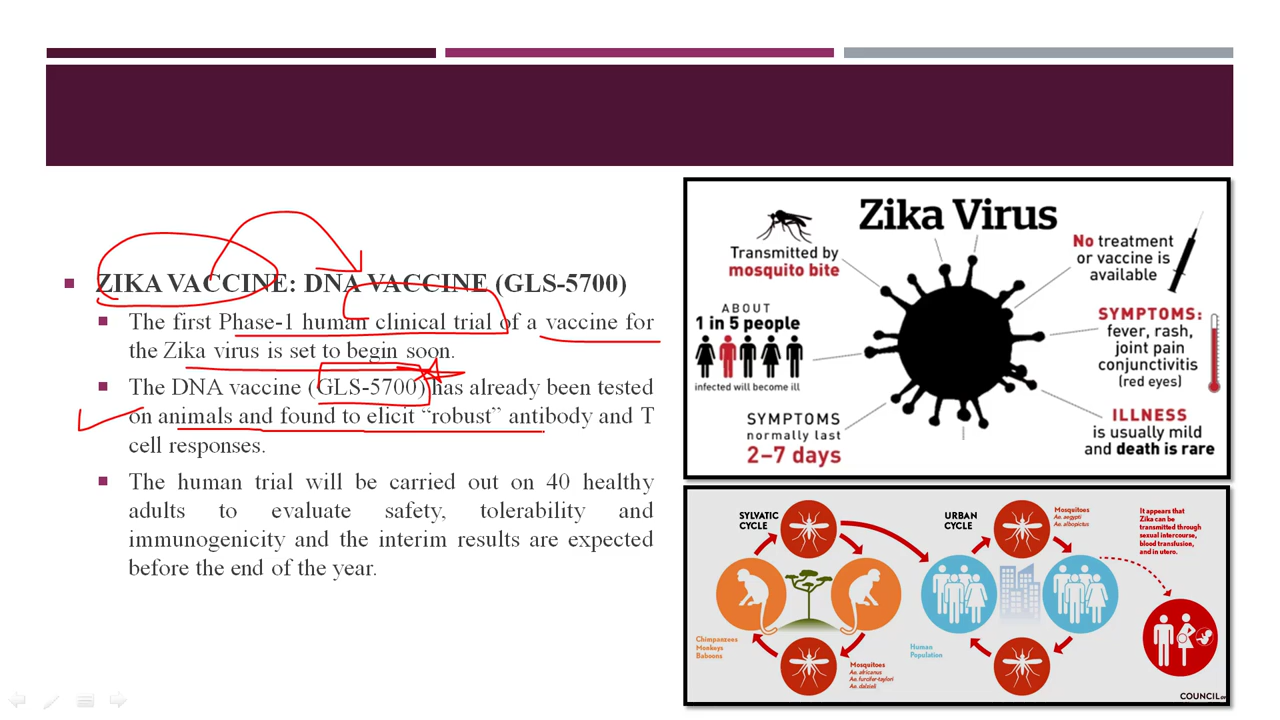 ZIKA VACCINE: DNA VACCINE (GLS-5700)
The first Phase-1 human clinical trial of a vaccine for
the Zika virus is set to begin soon.
The DNA vaccine (GLS-5700) has already been tested
on animals and found to elicit “robust” antibody and T
cell responses.
The human trial will be carried out on 40 healthy
adults to evaluate safety, tolerability and
immunogenicity and the interim results are expected
before the end of the year.
Zika Virus
Transmitted by
mosquito bite
No treatment
or vaccine is
available
ABOUT
1 in 5 people
infected will become ill
SYMPTOMS:
fever, rash,
joint pain
conjunctivitis
(red eyes)
SYMPTOMS
normally last
2–7 days
ILLNESS
is usually mild
and death is rare
SYLVATIC
CYCLE
URBAN
CYCLE
Mosquitoes
Ae. aegypti
Ae. albopictus
It appears that
Zika can be
transmitted through
sexual intercourse,
blood transfusion,
and in utero.
Chimpanzees
Monkeys
Baboons
Human
Population
Mosquitoes
Ae. africanus
Ae. furcifer-taylori
Ae. dalzieli
COUNCIL